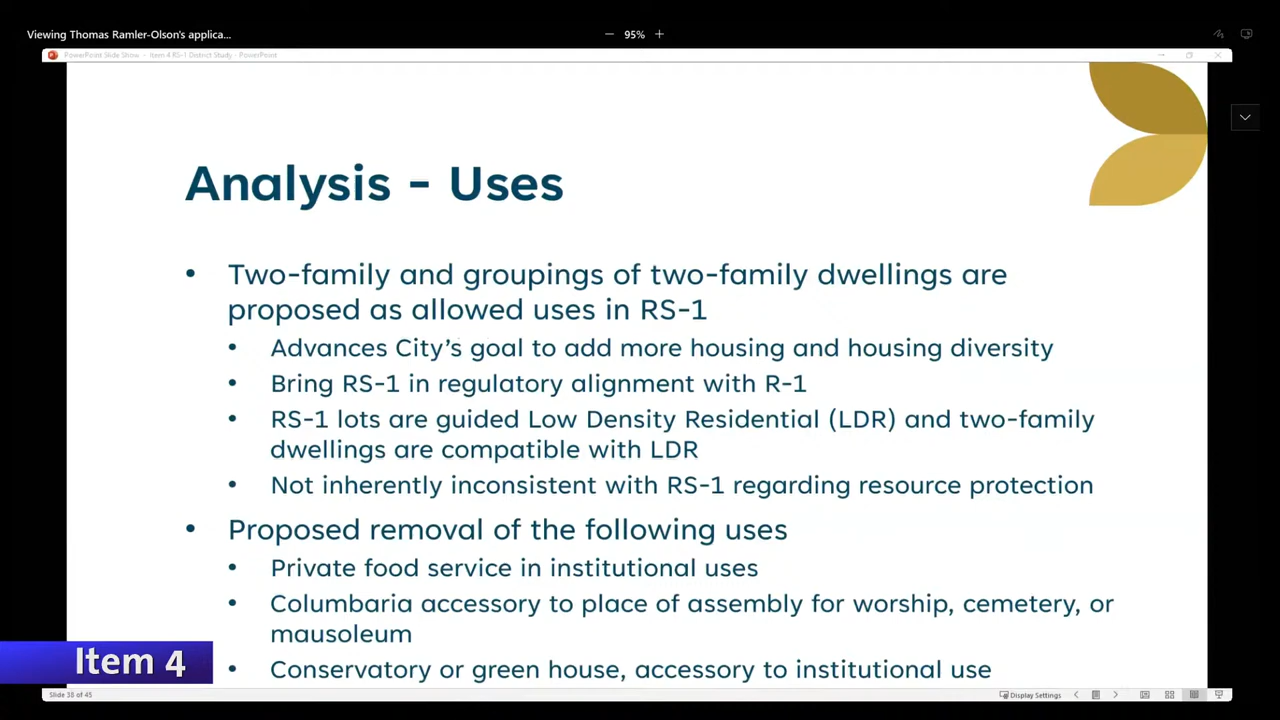 Viewing Thomas Ramler-Olson's applica...
95%
PowerPoint Slide Show - Item 4 RS-1 District Study - PowerPoint
Analysis - Uses
• Two-family and groupings of two-family dwellings are
proposed as allowed uses in RS-1
• Advances City's goal to add more housing and housing diversity
• Bring RS-1 in regulatory alignment with R-1
• RS-1 lots are guided Low Density Residential (LDR) and two-family
dwellings are compatible with LDR
• Not inherently inconsistent with RS-1 regarding resource protection
• Proposed removal of the following uses
• Private food service in institutional uses
• Columbaria accessory to place of assembly for worship, cemetery, or
mausoleum
• Conservatory or green house, accessory to institutional use
Item 4
Slide 38 of 45
Display Settings